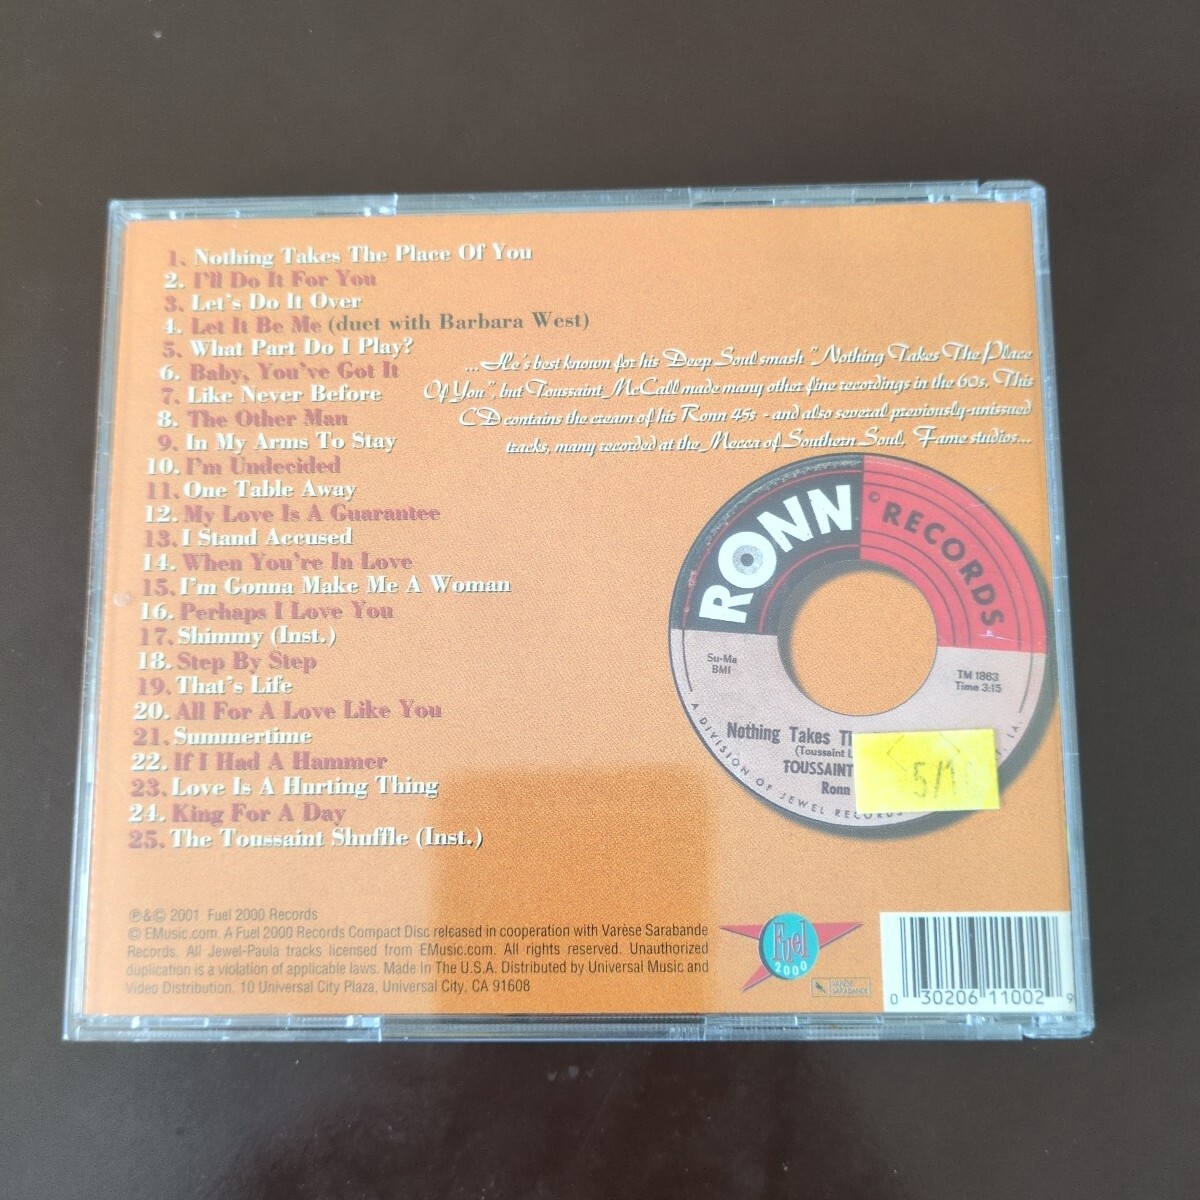 1. Nothing Takes The Place Of You
2. I'll Do It For You
3. Let's Do It Over
4. Let It Be Me (duet with Barbara West)
5. What Part Do I Play?
6. Baby, You've Got It
7. Like Never Before
8. The Other Man
9. In My Arms To Stay
10. I'm Undecided
11. One Table Away
12. My Love Is A Guarantee
13. I Stand Accused
14. When You're In Love
15. I'm Gonna Make Me A Woman
16. Perhaps I Love You
17. Shimmy (Inst.)
18. Step By Step
19. That's Life
20. All For A Love Like You
21. Summertime
22. If I Had A Hammer
23. Love Is A Hurting Thing
24. King For A Day
25. The Toussaint Shuffle (Inst.)
...He's best known for his Deep Soul smash "Nothing Takes The Place
Of You", but Toussaint McCall made many other fine recordings in the 60s. This
CD contains the cream of his Ronn 45s - and also several previously-unissued
tracks, many recorded at the Mecca of Southern Soul, Fame studios...
RONN RECORDS
Su-Ma
BMI
TM 1863
Time 3:15
Nothing Takes
(Toussaint
TOUSSAINT
Ronn
A DIVISION OF JEWEL RECORDS
LA.
5/1
℗&© 2001 Fuel 2000 Records
© EMusic.com. A Fuel 2000 Records Compact Disc released in cooperation with Varèse Sarabande
Records. All Jewel-Paula tracks licensed from EMusic.com. All rights reserved. Unauthorized
duplication is a violation of applicable laws. Made In The U.S.A. Distributed by Universal Music and
Video Distribution, 10 Universal City Plaza, Universal City, CA 91608
Fuel
2000
VARÈSE
SARABANDE
0 30206 11002 9